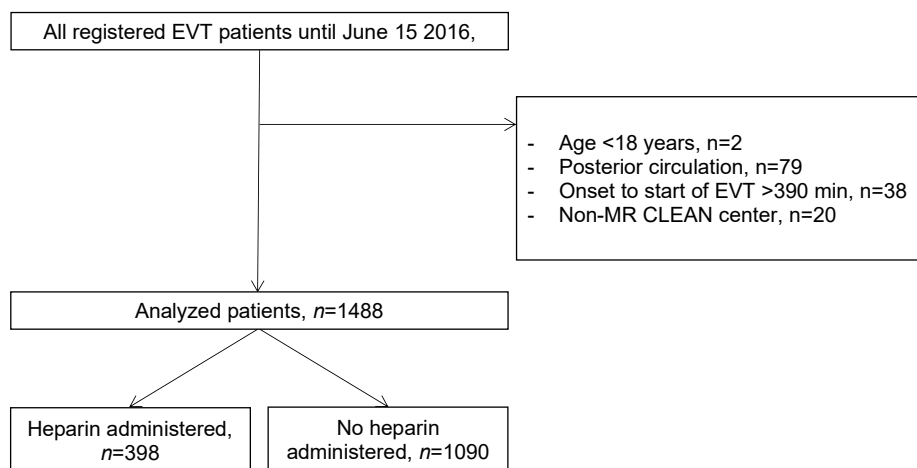 All registered EVT patients until June 15 2016,
- Age <18 years, n=2
- Posterior circulation, n=79
- Onset to start of EVT >390 min, n=38
- Non-MR CLEAN center, n=20
Analyzed patients, n=1488
Heparin administered,
n=398
No heparin
administered, n=1090